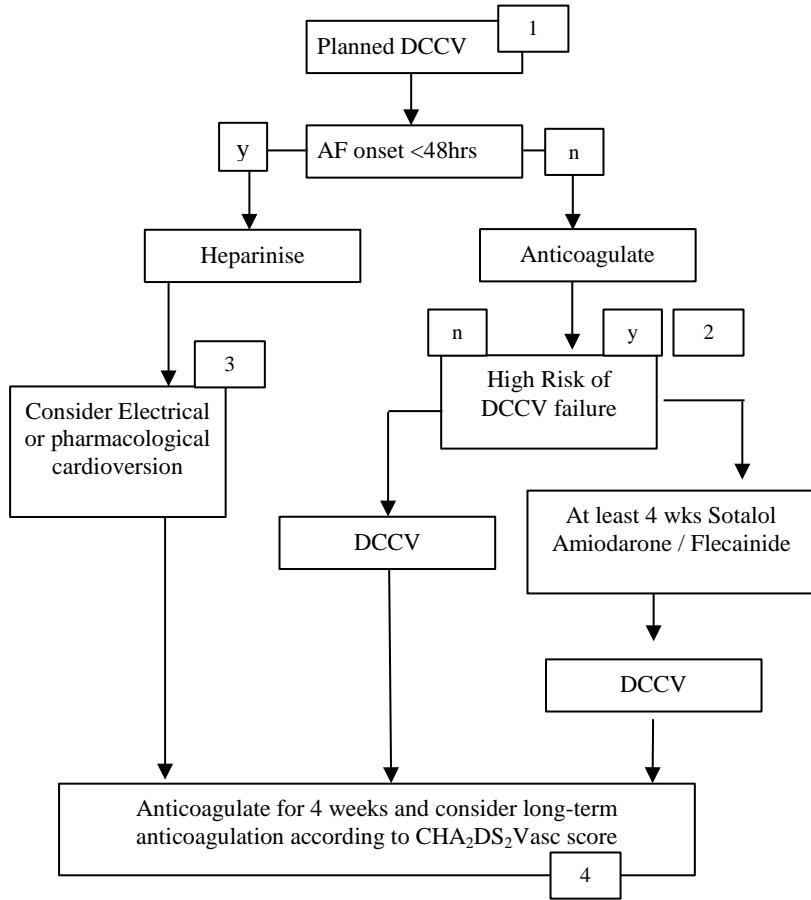 1
Planned DCCV
y
AF onset <48hrs
n
Heparinise
Anticoagulate
n
y
2
3
High Risk of
DCCV failure
Consider Electrical
or pharmacological
cardioversion
DCCV
At least 4 wks Sotalol
Amiodarone / Flecainide
DCCV
Anticoagulate for 4 weeks and consider long-term
anticoagulation according to CHA₂DS₂Vasc score
4